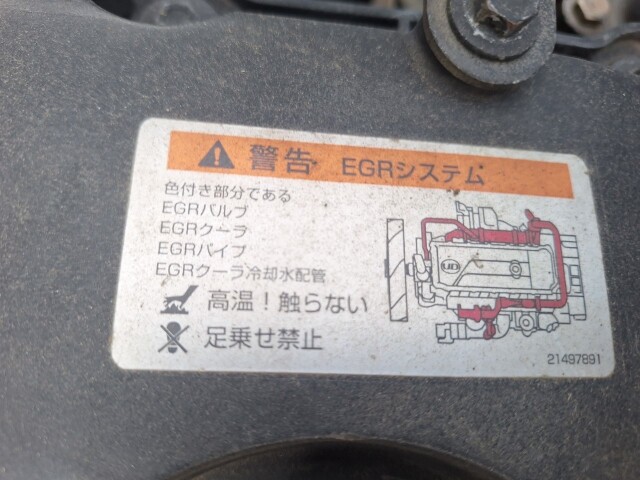 警告 EGRシステム
色付き部分である
EGRバルブ
EGRクーラ
EGRパイプ
EGRクーラ冷却水配管
高温！触らない
足乗せ禁止
UD
21497891